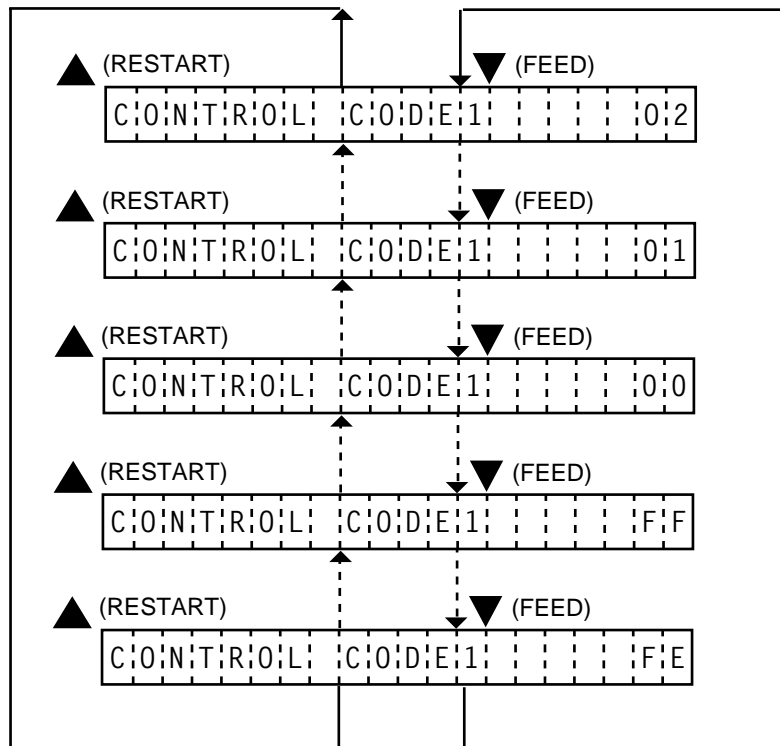 (RESTART) (FEED)
CONTROL CODE1 02
(RESTART) (FEED)
CONTROL CODE1 01
(RESTART) (FEED)
CONTROL CODE1 00
(RESTART) (FEED)
CONTROL CODE1 FF
(RESTART) (FEED)
CONTROL CODE1 FE